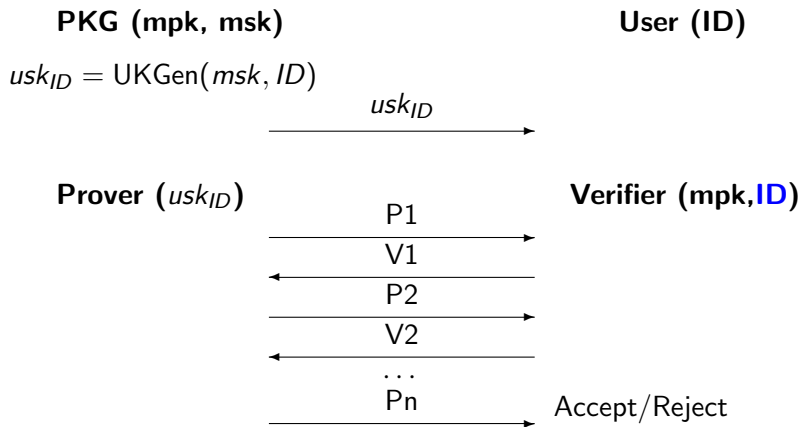 PKG (mpk, msk) User (ID)
usk_ID = UKGen(msk, ID)
usk_ID
Prover (usk_ID) Verifier (mpk,ID)
P1
V1
P2
V2
...
Pn Accept/Reject